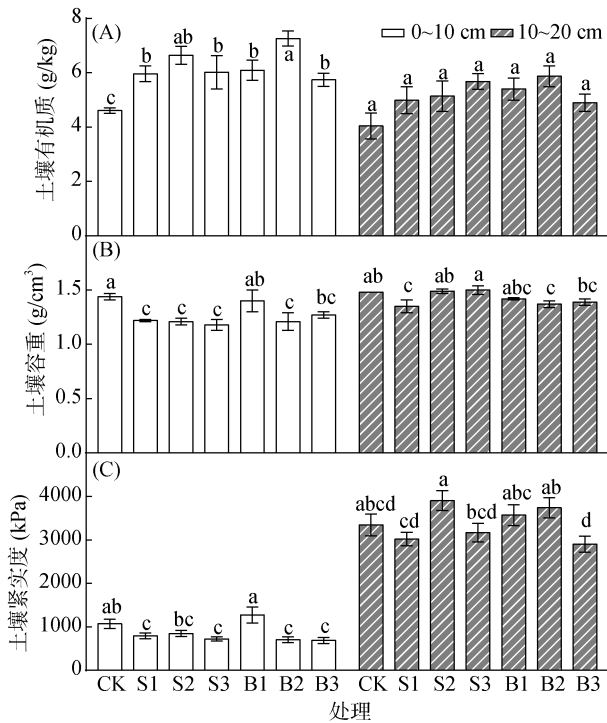 (A)
0~10 cm
10~20 cm
土壤有机质 (g/kg)
8
6
4
2
0
c b ab b b a b
a a a a a a a
(B)
土壤容重 (g/cm³)
1.5
1.0
0.5
0.0
a c c c ab c bc
ab c ab a abc c bc
(C)
土壤紧实度 (kPa)
4000
3000
2000
1000
0
ab c bc c a c c
abcd cd a bcd abc ab d
CK S1 S2 S3 B1 B2 B3 CK S1 S2 S3 B1 B2 B3
处理